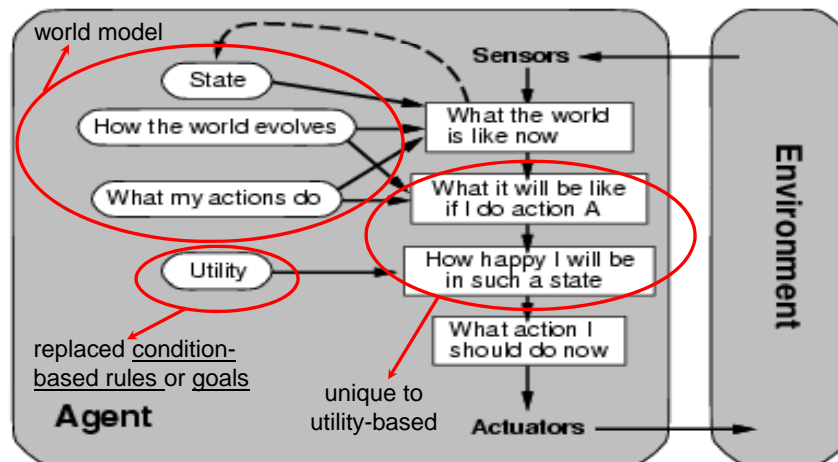 world model
Sensors
State
What the world
is like now
How the world evolves
What it will be like
if I do action A
What my actions do
How happy I will be
in such a state
Utility
What action I
should do now
replaced condition-
based rules or goals
unique to
utility-based
Agent
Actuators
Environment